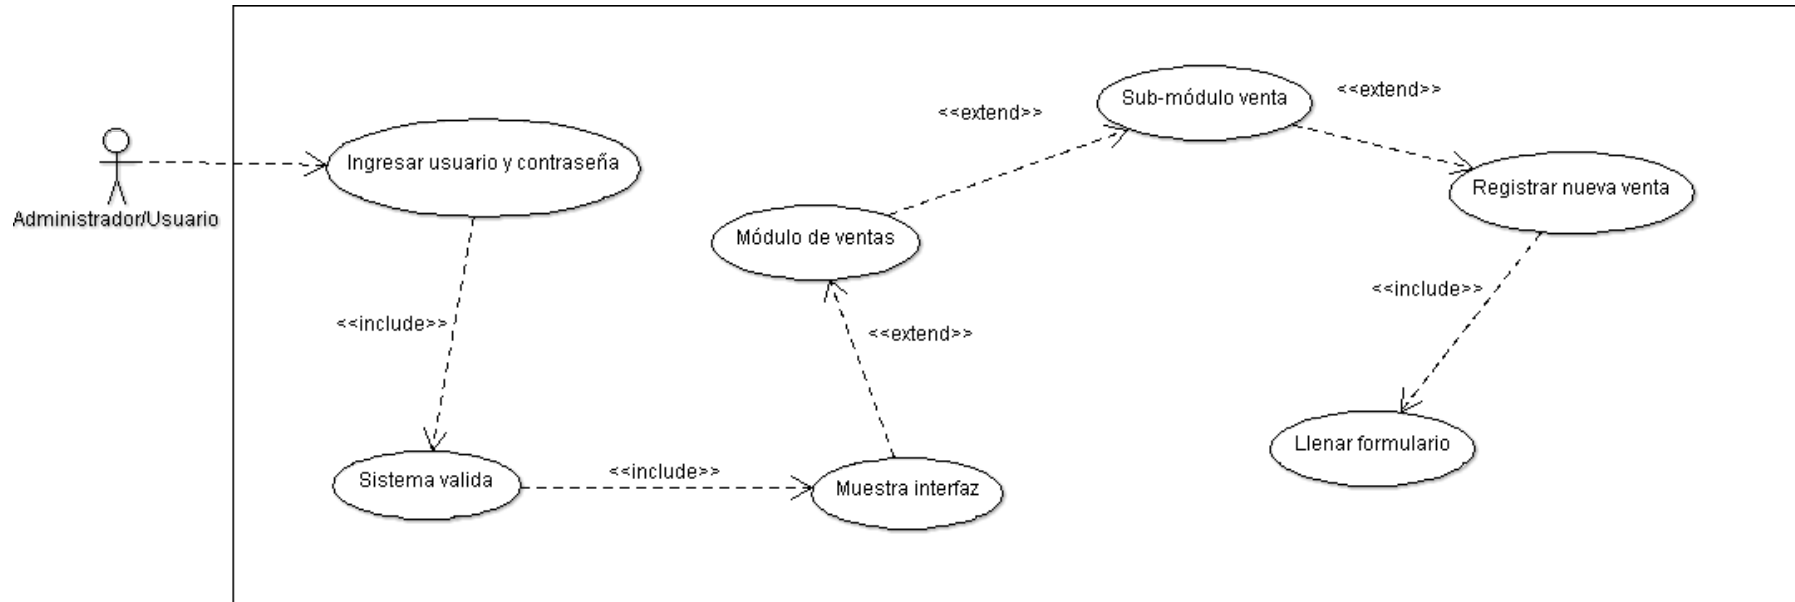 Administrador/Usuario
Ingresar usuario y contraseña
<<include>>
Sistema valida
<<include>>
Muestra interfaz
<<extend>>
Módulo de ventas
<<extend>>
Sub-módulo venta
<<extend>>
Registrar nueva venta
<<include>>
Llenar formulario